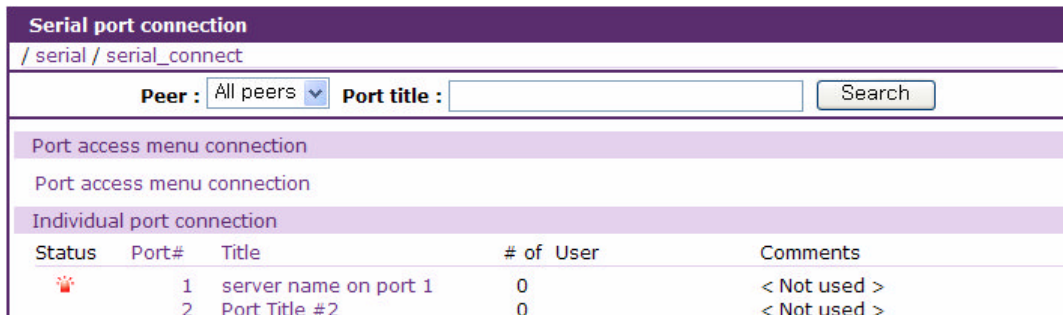 Serial port connection
/ serial / serial_connect
Peer : All peers Port title : Search
Port access menu connection
Port access menu connection
Individual port connection
Status Port# Title # of User Comments
1 server name on port 1 0 < Not used >
2 Port Title #2 0 < Not used >